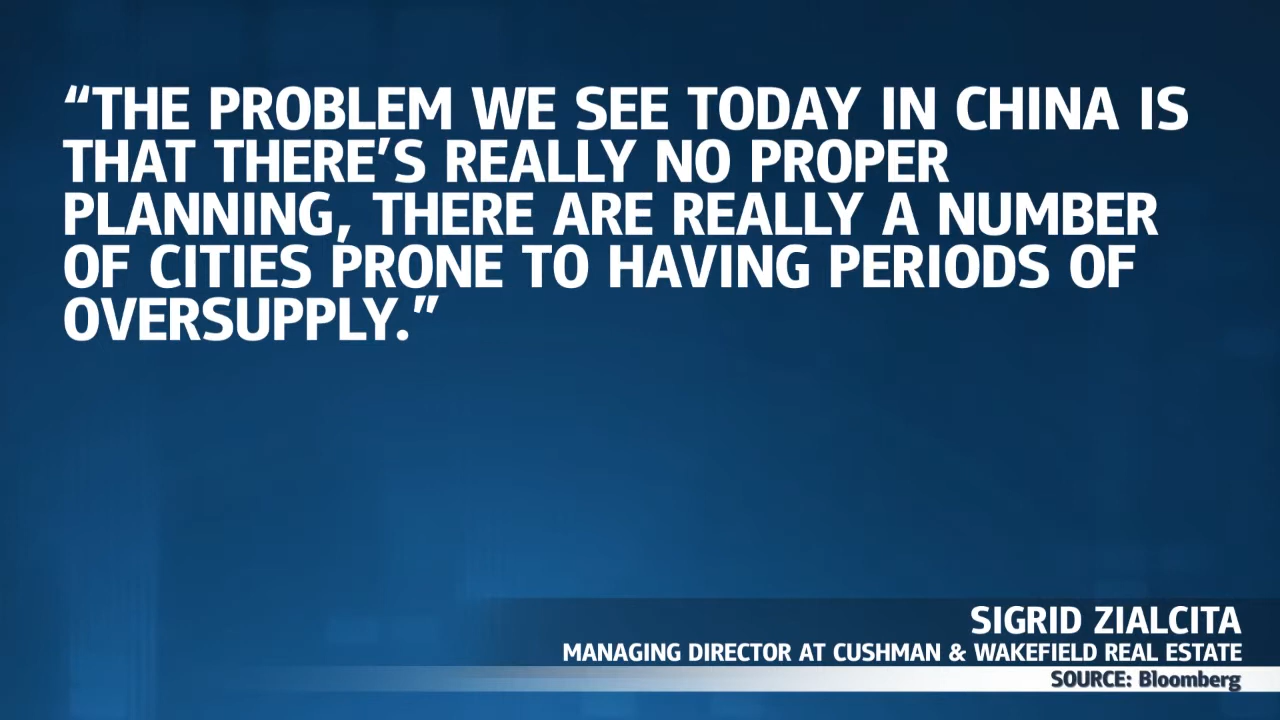 “THE PROBLEM WE SEE TODAY IN CHINA IS
THAT THERE’S REALLY NO PROPER
PLANNING, THERE ARE REALLY A NUMBER
OF CITIES PRONE TO HAVING PERIODS OF
OVERSUPPLY.”
SIGRID ZIALCITA
MANAGING DIRECTOR AT CUSHMAN & WAKEFIELD REAL ESTATE
SOURCE: Bloomberg